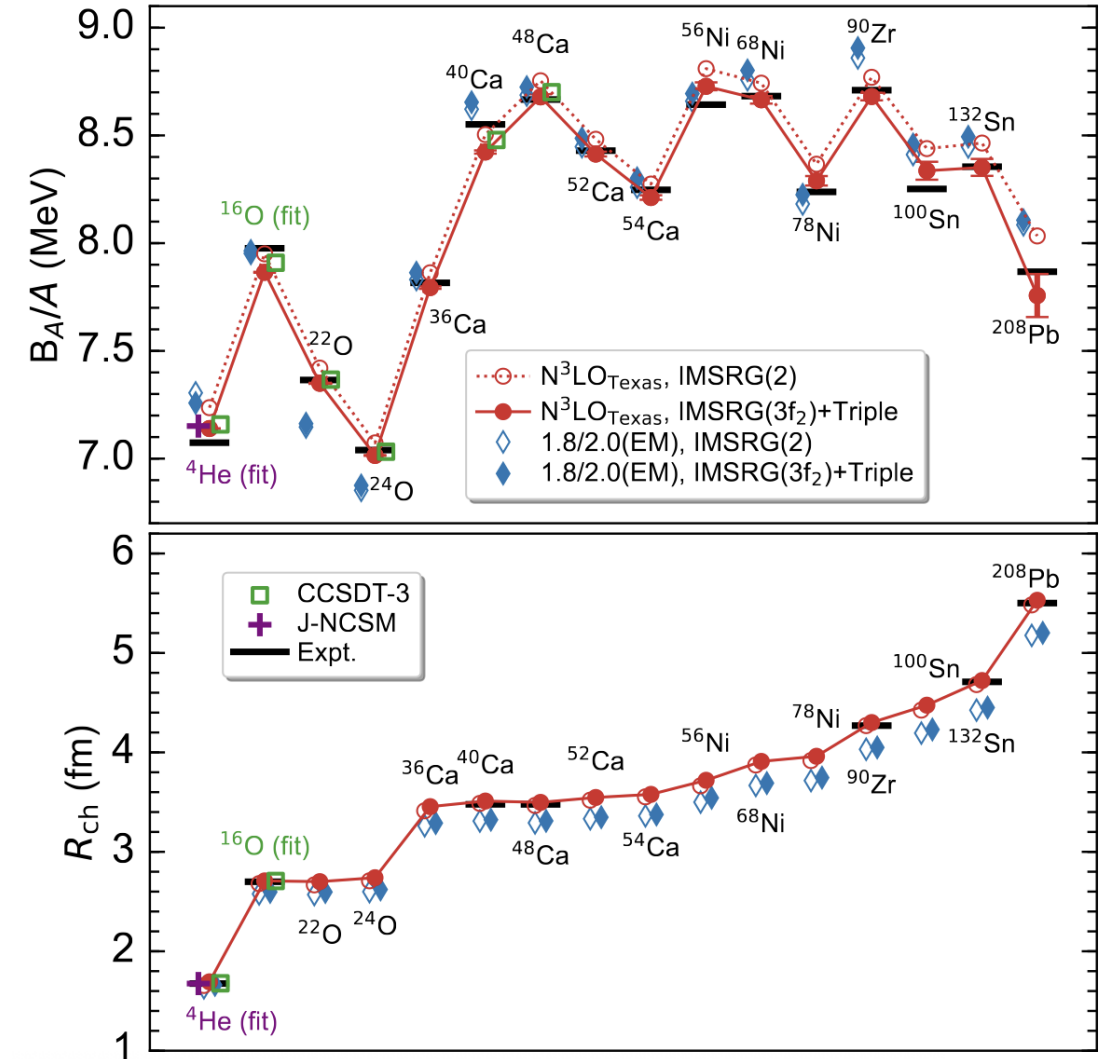 9.0
8.5
8.0
7.5
7.0
B_A/A (MeV)
¹⁶O (fit)
⁴He (fit)
²²O
²⁴O
³⁶Ca
⁴⁰Ca
⁴⁸Ca
⁵²Ca
⁵⁴Ca
⁵⁶Ni
⁶⁸Ni
⁷⁸Ni
⁹⁰Zr
¹⁰⁰Sn
¹³²Sn
²⁰⁸Pb
N³LO_Texas, IMSRG(2)
N³LO_Texas, IMSRG(3f₂)+Triple
1.8/2.0(EM), IMSRG(2)
1.8/2.0(EM), IMSRG(3f₂)+Triple
6
5
4
3
2
1
R_ch (fm)
CCSDT-3
J-NCSM
Expt.
⁴He (fit)
¹⁶O (fit)
²²O
²⁴O
³⁶Ca
⁴⁰Ca
⁴⁸Ca
⁵²Ca
⁵⁴Ca
⁵⁶Ni
⁶⁸Ni
⁷⁸Ni
⁹⁰Zr
¹⁰⁰Sn
¹³²Sn
²⁰⁸Pb